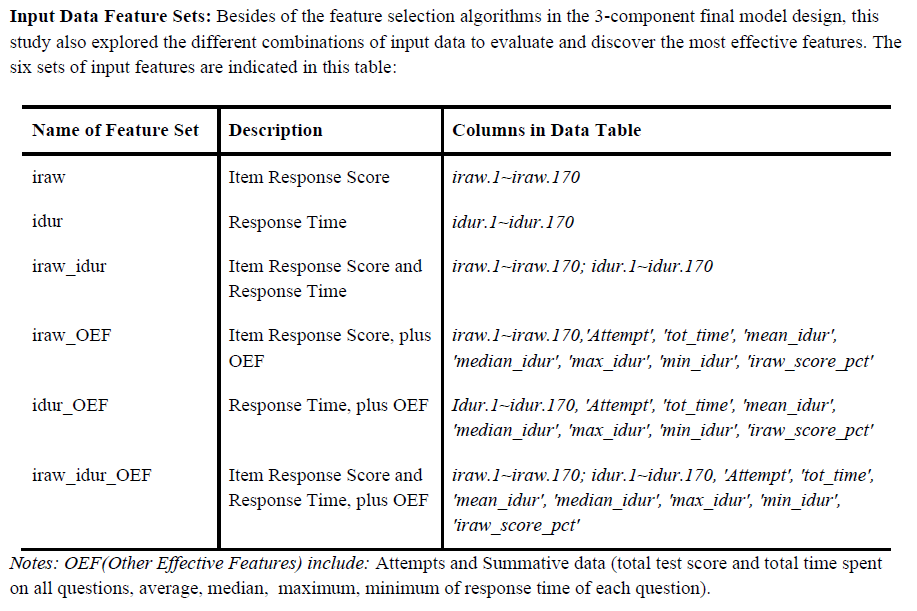 Input Data Feature Sets: Besides of the feature selection algorithms in the 3-component final model design, this
study also explored the different combinations of input data to evaluate and discover the most effective features. The
six sets of input features are indicated in this table:
Name of Feature Set Description Columns in Data Table
iraw Item Response Score iraw.1~iraw.170
idur Response Time idur.1~idur.170
iraw_idur Item Response Score and iraw.1~iraw.170; idur.1~idur.170
Response Time
iraw_OEF Item Response Score, plus iraw.1~iraw.170,'Attempt', 'tot_time', 'mean_idur',
OEF 'median_idur', 'max_idur', 'min_idur', 'iraw_score_pct'
idur_OEF Response Time, plus OEF Idur.1~idur.170, 'Attempt', 'tot_time', 'mean_idur',
'median_idur', 'max_idur', 'min_idur', 'iraw_score_pct'
iraw_idur_OEF Item Response Score and iraw.1~iraw.170; idur.1~idur.170, 'Attempt', 'tot_time',
Response Time, plus OEF 'mean_idur', 'median_idur', 'max_idur', 'min_idur',
'iraw_score_pct'
Notes: OEF(Other Effective Features) include: Attempts and Summative data (total test score and total time spent
on all questions, average, median, maximum, minimum of response time of each question).